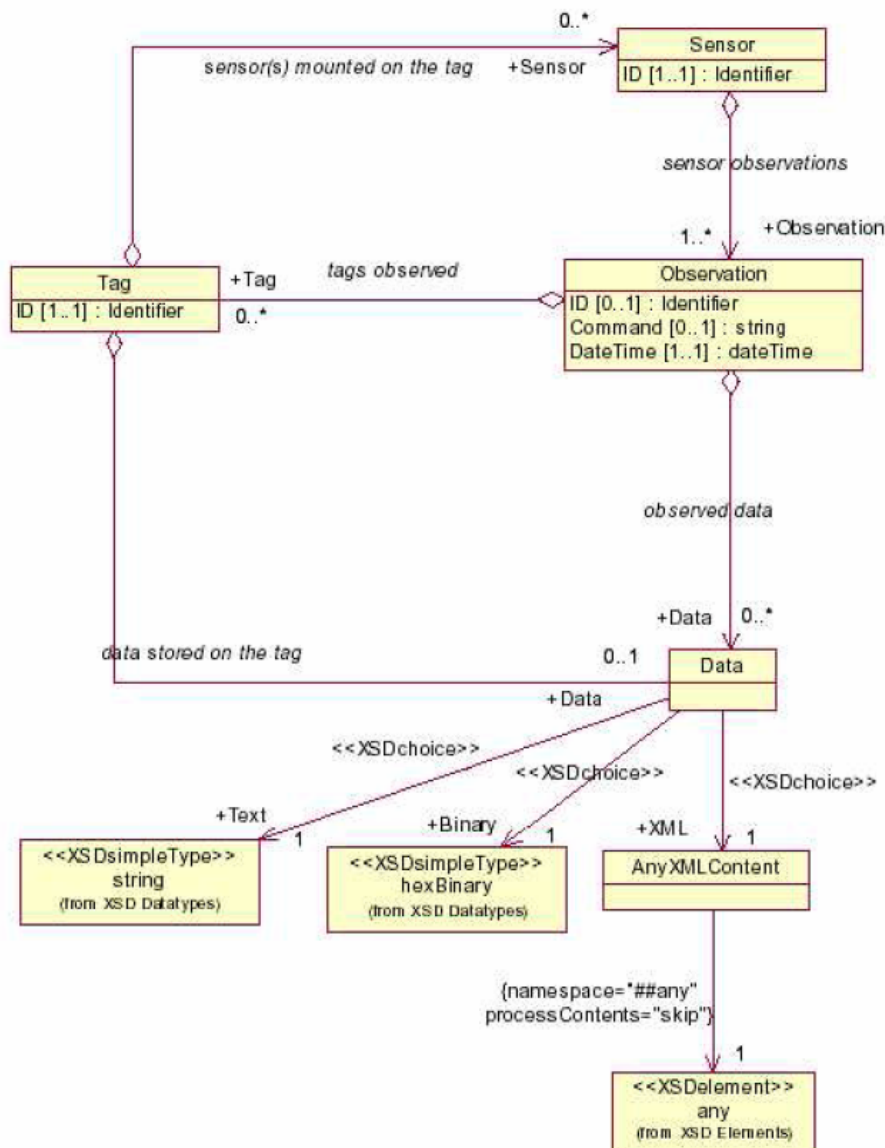 0..*
Sensor
sensor(s) mounted on the tag
+Sensor
ID [1..1] : Identifier
sensor observations
+Observation
1..*
Tag
ID [1..1] : Identifier
+Tag
0..*
tags observed
Observation
ID [0..1] : Identifier
Command [0..1] : string
DateTime [1..1] : dateTime
observed data
+Data
0..*
data stored on the tag
0..1
+Data
Data
<<XSDchoice>>
<<XSDchoice>>
<<XSDchoice>>
+Text
1
+Binary
1
+XML
1
<<XSDsimpleType>>
string
(from XSD Datatypes)
<<XSDsimpleType>>
hexBinary
(from XSD Datatypes)
AnyXMLContent
{namespace="##any"
processContents="skip"}
1
<<XSDelement>>
any
(from XSD Elements)